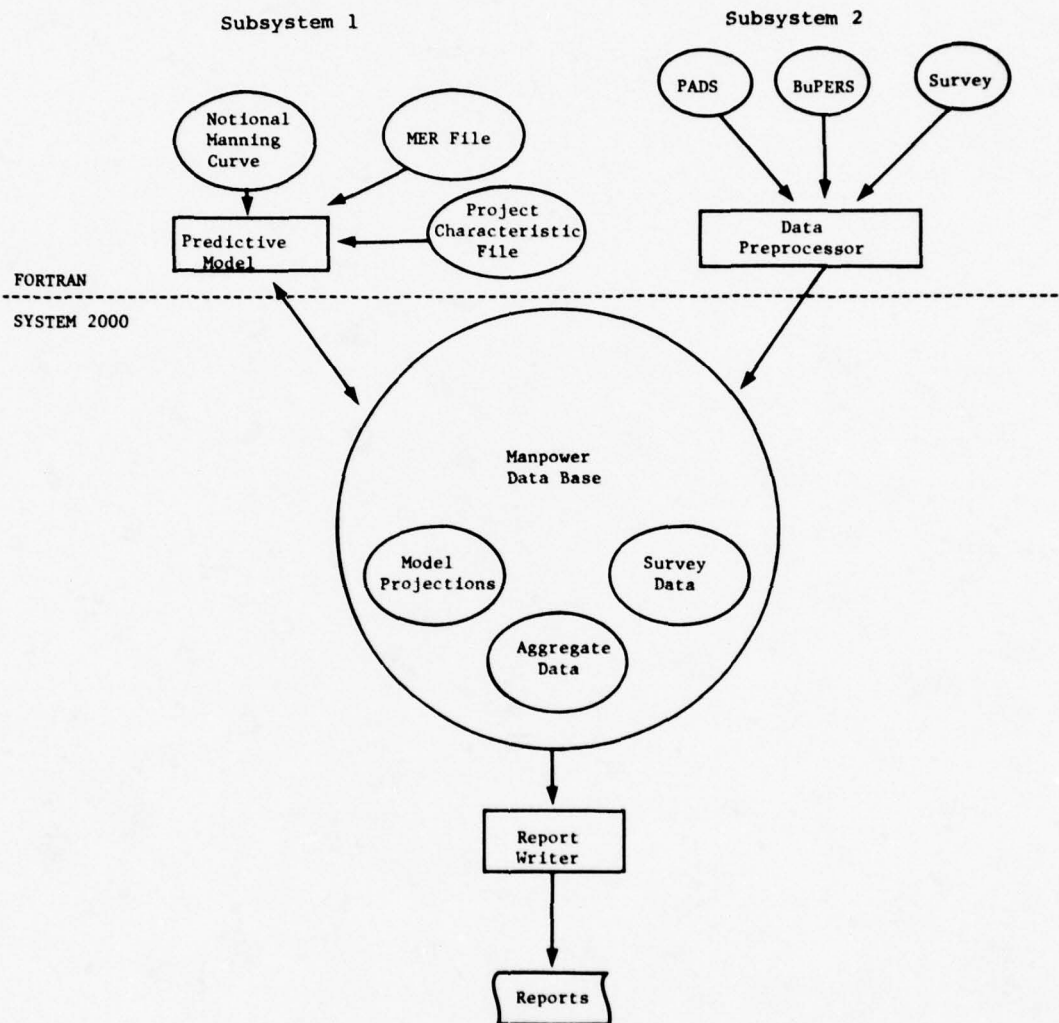 Subsystem 1
Subsystem 2
PADS
BuPERS
Survey
Notional
Manning
Curve
MER File
Project
Characteristic
File
Predictive
Model
Data
Preprocessor
FORTRAN
SYSTEM 2000
Manpower
Data Base
Model
Projections
Survey
Data
Aggregate
Data
Report
Writer
Reports